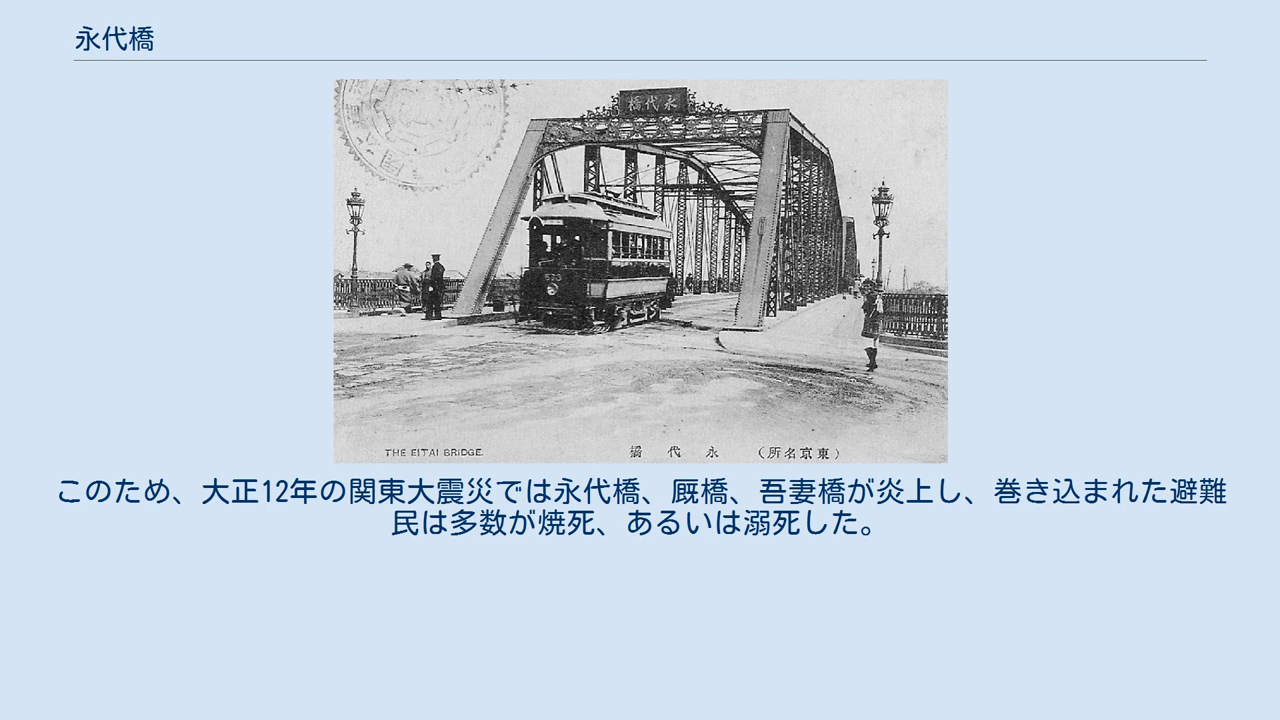 永代橋
橋代永
573
THE EITAI BRIDGE.
橋代永（所名京東）
このため、大正12年の関東大震災では永代橋、厩橋、吾妻橋が炎上し、巻き込まれた避難
民は多数が焼死、あるいは溺死した。